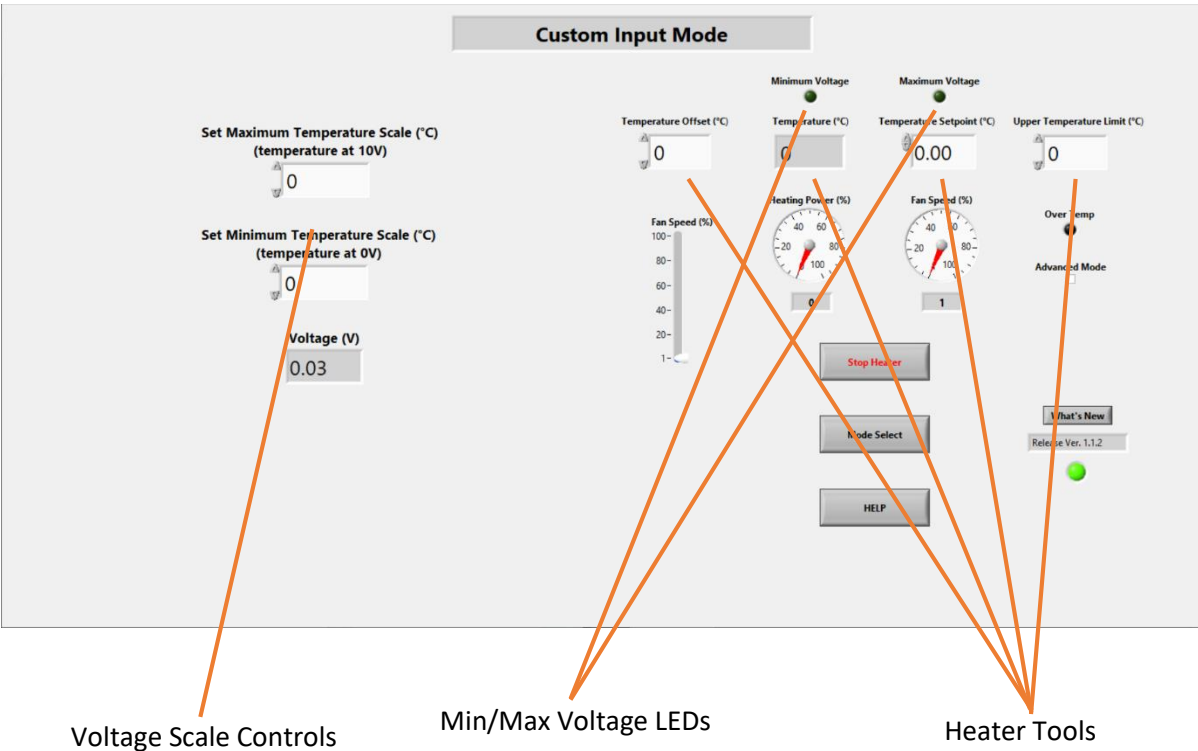 Custom Input Mode
Minimum Voltage
Maximum Voltage
Set Maximum Temperature Scale (°C)
(temperature at 10V)
0
Set Minimum Temperature Scale (°C)
(temperature at 0V)
0
Voltage (V)
0.03
Temperature Offset (°C)
0
Temperature (°C)
0
Temperature Setpoint (°C)
0.00
Upper Temperature Limit (°C)
0
Fan Speed (%)
100-
80-
60-
40-
20-
1-
Heating Power (%)
40 60
20 80
100
0
Fan Speed (%)
40 60
20 80
100
1
Over Temp
Advanced Mode
Stop Heater
Mode Select
HELP
What's New
Release Ver. 1.1.2
Voltage Scale Controls
Min/Max Voltage LEDs
Heater Tools